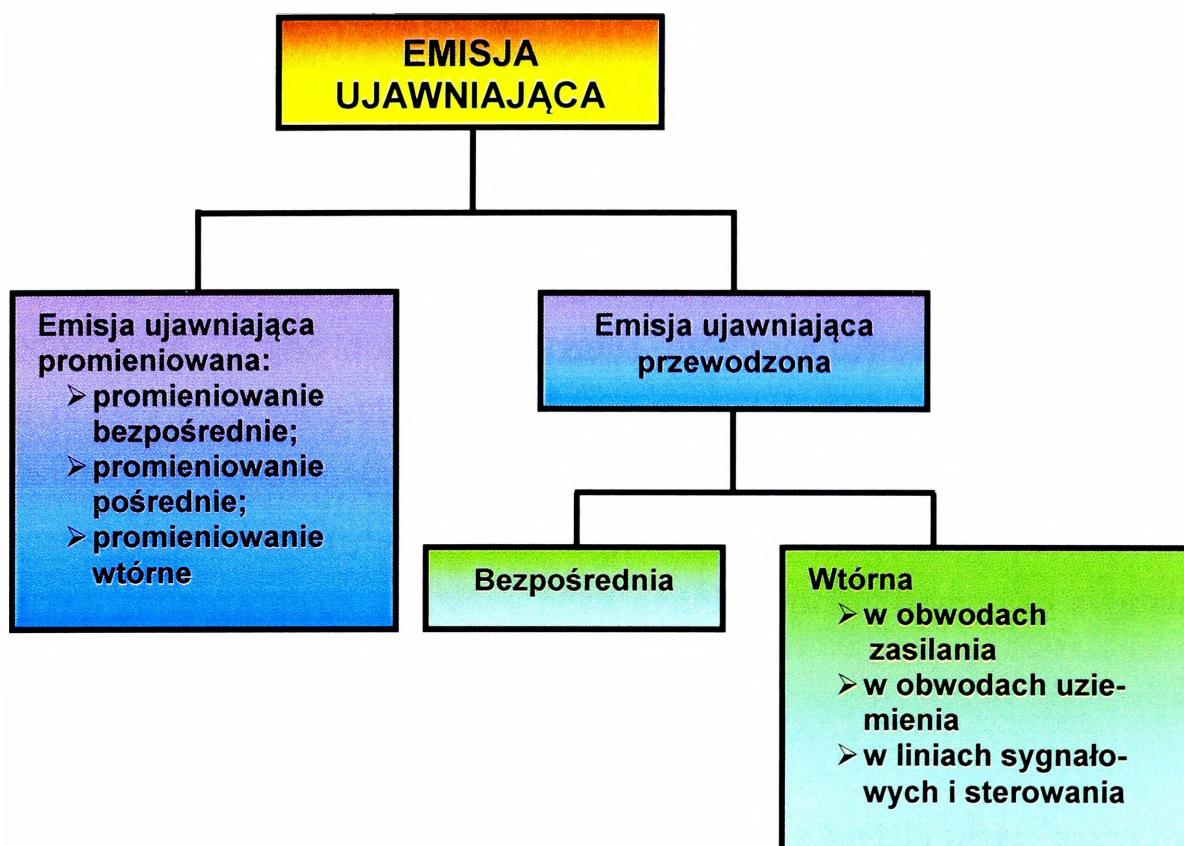 EMISJA
UJAWNIAJĄCA
Emisja ujawniająca
promieniowana:
➢ promieniowanie
bezpośrednie;
➢ promieniowanie
pośrednie;
➢ promieniowanie
wtórne
Emisja ujawniająca
przewodzona
Bezpośrednia
Wtórna
➢ w obwodach
zasilania
➢ w obwodach uzie-
mienia
➢ w liniach sygnało-
wych i sterowania